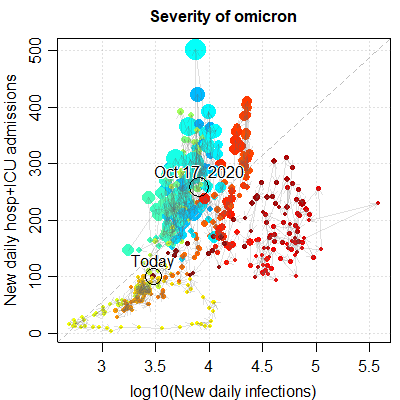 Severity of omicron
New daily hosp+ICU admissions
500
400
300
200
100
0
Oct 17, 2020
Today
3
3.5
4
4.5
5
5.5
log10(New daily infections)